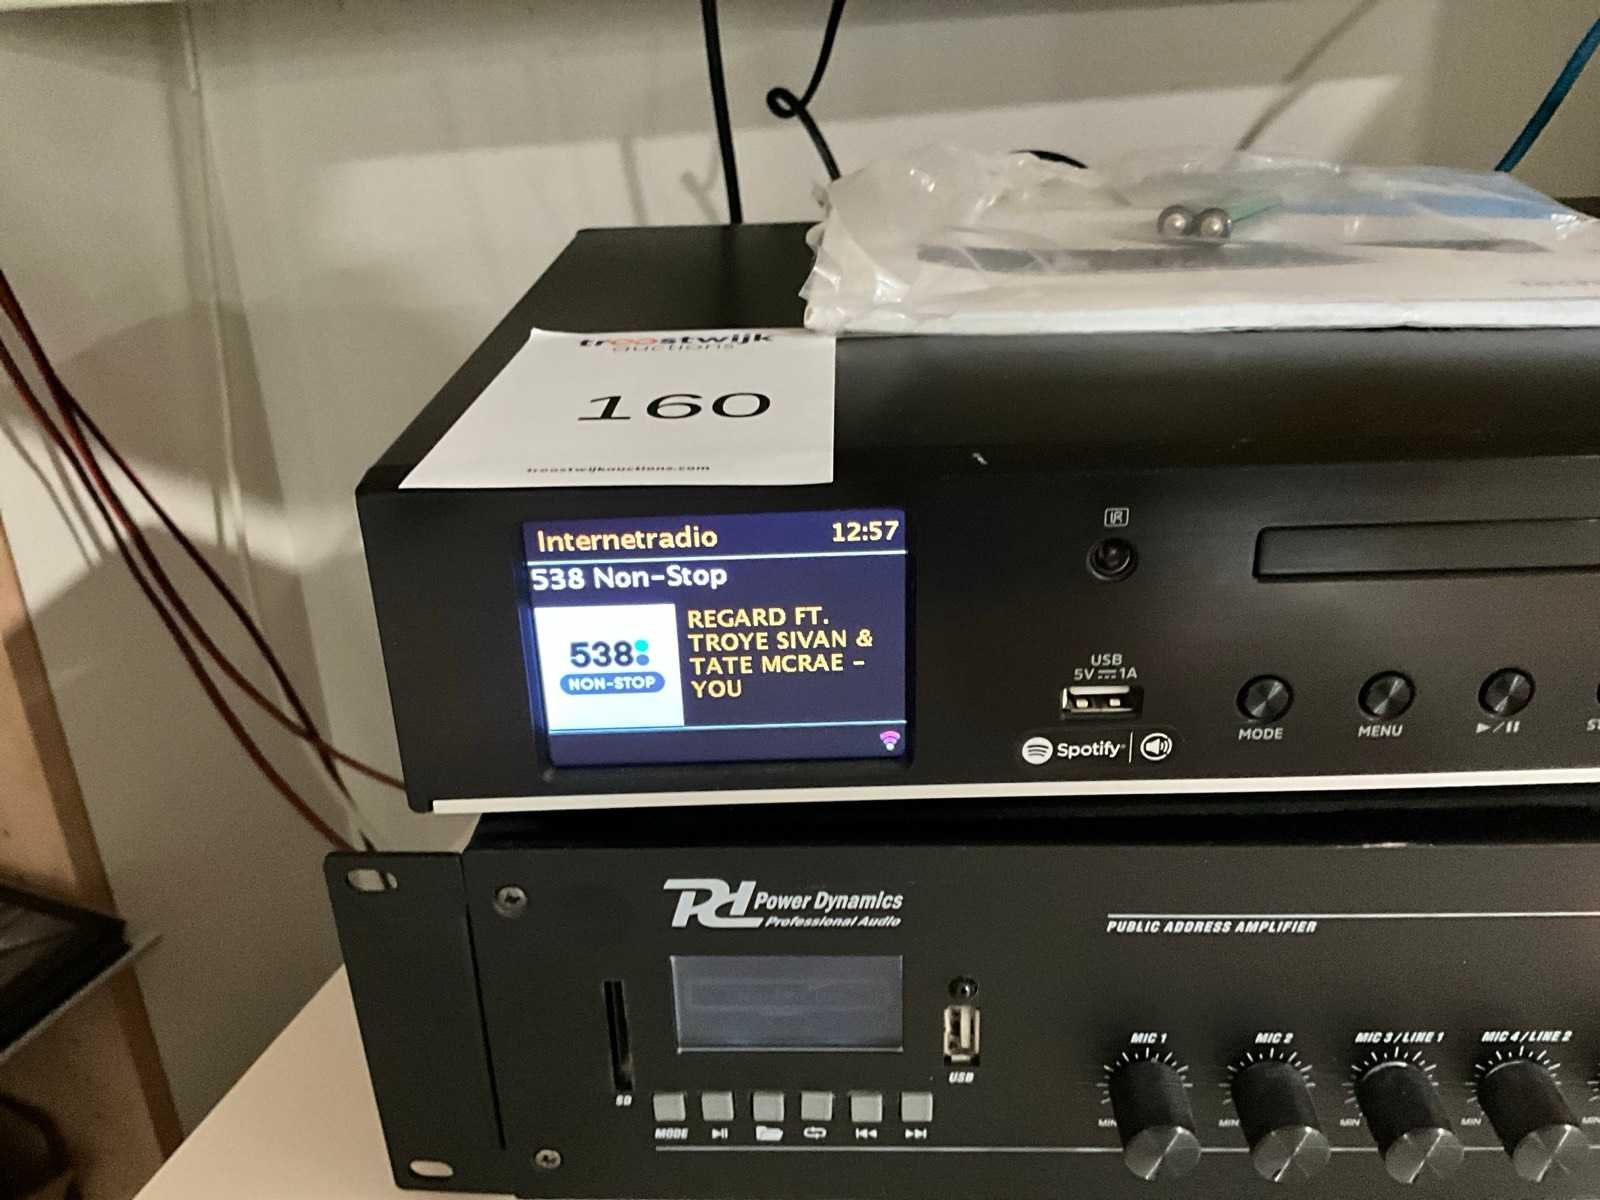 troostwijk
auctions
160
troostwijkauctions.com
Internetradio 12:57
538 Non-Stop
538
NON-STOP
REGARD FT.
TROYE SIVAN &
TATE MCRAE -
YOU
IR
USB
5V 1A
Spotify
MODE
MENU
Power Dynamics
Professional Audio
PUBLIC ADDRESS AMPLIFIER
SD
USB
MODE
MIC 1
MIC 2
MIC 3/LINE 1
MIC 4/LINE 2
MIN
MIN
MIN
MIN
MIN